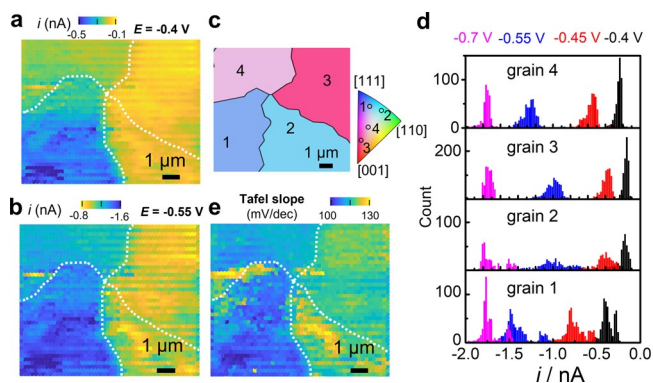 a
i (nA)
-0.5
-0.1
E = -0.4 V
1 µm
b
i (nA)
-0.8
-1.6
E = -0.55 V
1 µm
c
4
3
1
2
1 µm
[111]
1
2
4
3
[110]
[001]
e
Tafel slope
(mV/dec)
100
130
1 µm
d
-0.7 V
-0.55 V
-0.45 V
-0.4 V
grain 4
100
0
grain 3
200
0
grain 2
100
0
grain 1
100
0
Count
-2.0
-1.5
-1.0
-0.5
0.0
i / nA